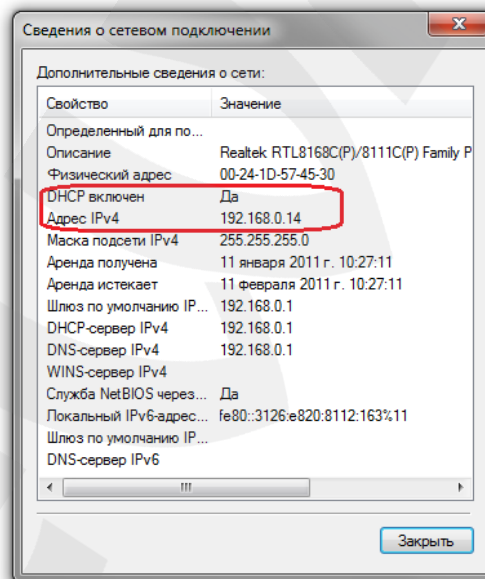 Сведения о сетевом подключении
Дополнительные сведения о сети:
Свойство Значение
Определенный для по...
Описание Realtek RTL8168C(P)/8111C(P) Family P
Физический адрес 00-24-1D-57-45-30
DHCP включен Да
Адрес IPv4 192.168.0.14
Маска подсети IPv4 255.255.255.0
Аренда получена 11 января 2011 г. 10:27:11
Аренда истекает 11 февраля 2011 г. 10:27:11
Шлюз по умолчанию IP... 192.168.0.1
DHCP-сервер IPv4 192.168.0.1
DNS-сервер IPv4 192.168.0.1
WINS-сервер IPv4
Служба NetBIOS через... Да
Локальный IPv6-адрес... fe80::3126:e820:8112:163%11
Шлюз по умолчанию IP...
DNS-сервер IPv6
Закрыть